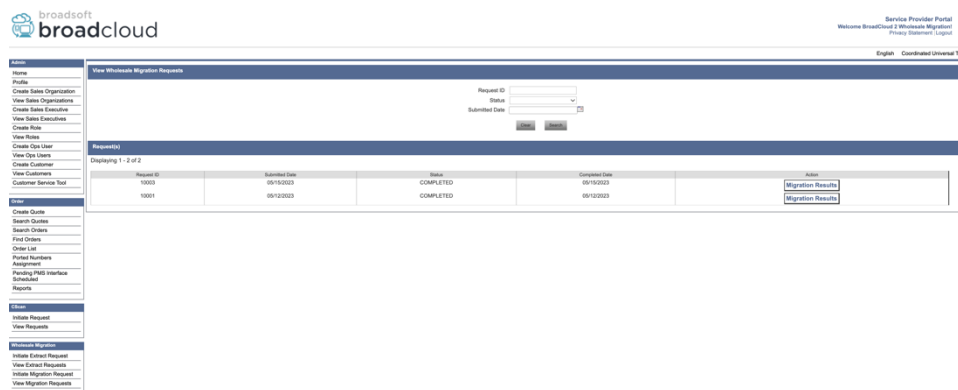 broadsoft
broadcloud
Service Provider Portal
Welcome BroadCloud 2 Wholesale Migration!
Privacy Statement | Logout
English Coordinated Universal T
Admin
Home
Profile
Create Sales Organization
View Sales Organizations
Create Sales Executive
View Sales Executives
Create Role
View Roles
Create Ops User
View Ops Users
Create Customer
View Customers
Customer Service Tool
Order
Create Quote
Search Quotes
Search Orders
Find Orders
Order List
Ported Numbers
Assignment
Pending PMS Interface
Scheduled
Reports
CScan
Initiate Request
View Requests
Wholesale Migration
Initiate Extract Request
View Extract Requests
Initiate Migration Request
View Migration Requests
View Wholesale Migration Requests
Request ID
Status
Submitted Date
Clear Search
Request(s)
Displaying 1 - 2 of 2
Request ID Submitted Date Status Completed Date Action
10003 05/15/2023 COMPLETED 05/15/2023 Migration Results
10001 05/12/2023 COMPLETED 05/12/2023 Migration Results